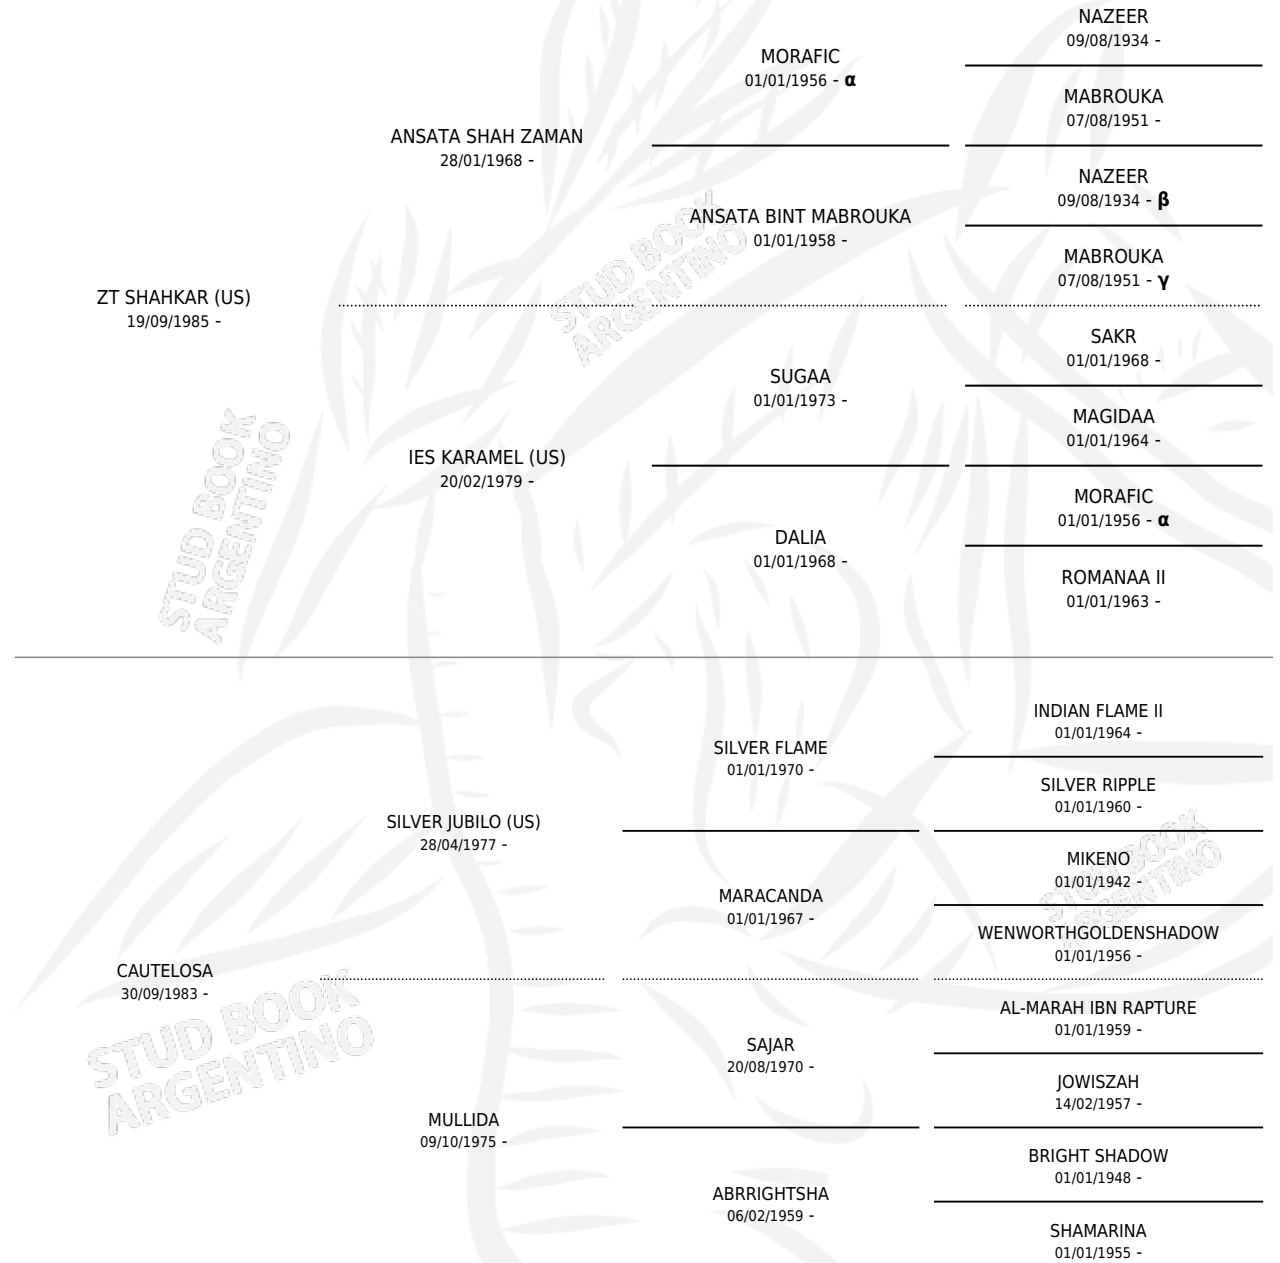 NAZEER
09/08/1934 -
MORAFIC
01/01/1956 - α
MABROUKA
07/08/1951 -
ANSATA SHAH ZAMAN
28/01/1968 -
NAZEER
09/08/1934 - β
ANSATA BINT MABROUKA
01/01/1958 -
MABROUKA
07/08/1951 - γ
ZT SHAHKAR (US)
19/09/1985 -
SAKR
01/01/1968 -
SUGAA
01/01/1973 -
MAGIDAA
01/01/1964 -
IES KARAMEL (US)
20/02/1979 -
MORAFIC
01/01/1956 - α
DALIA
01/01/1968 -
ROMANAA II
01/01/1963 -
INDIAN FLAME II
01/01/1964 -
SILVER FLAME
01/01/1970 -
SILVER RIPPLE
01/01/1960 -
SILVER JUBILO (US)
28/04/1977 -
MIKENO
01/01/1942 -
MARACANDA
01/01/1967 -
WENWORTHGOLDENSHADOW
01/01/1956 -
CAUTELOSA
30/09/1983 -
AL-MARAH IBN RAPTURE
01/01/1959 -
SAJAR
20/08/1970 -
JOWISZAH
14/02/1957 -
MULLIDA
09/10/1975 -
BRIGHT SHADOW
01/01/1948 -
ABRRIGHTSHA
06/02/1959 -
SHAMARINA
01/01/1955 -
STUD BOOK
ARGENTINO
STUD BOOK
ARGENTINO
STUD BOOK
ARGENTINO
STUD BOOK
ARGENTINO